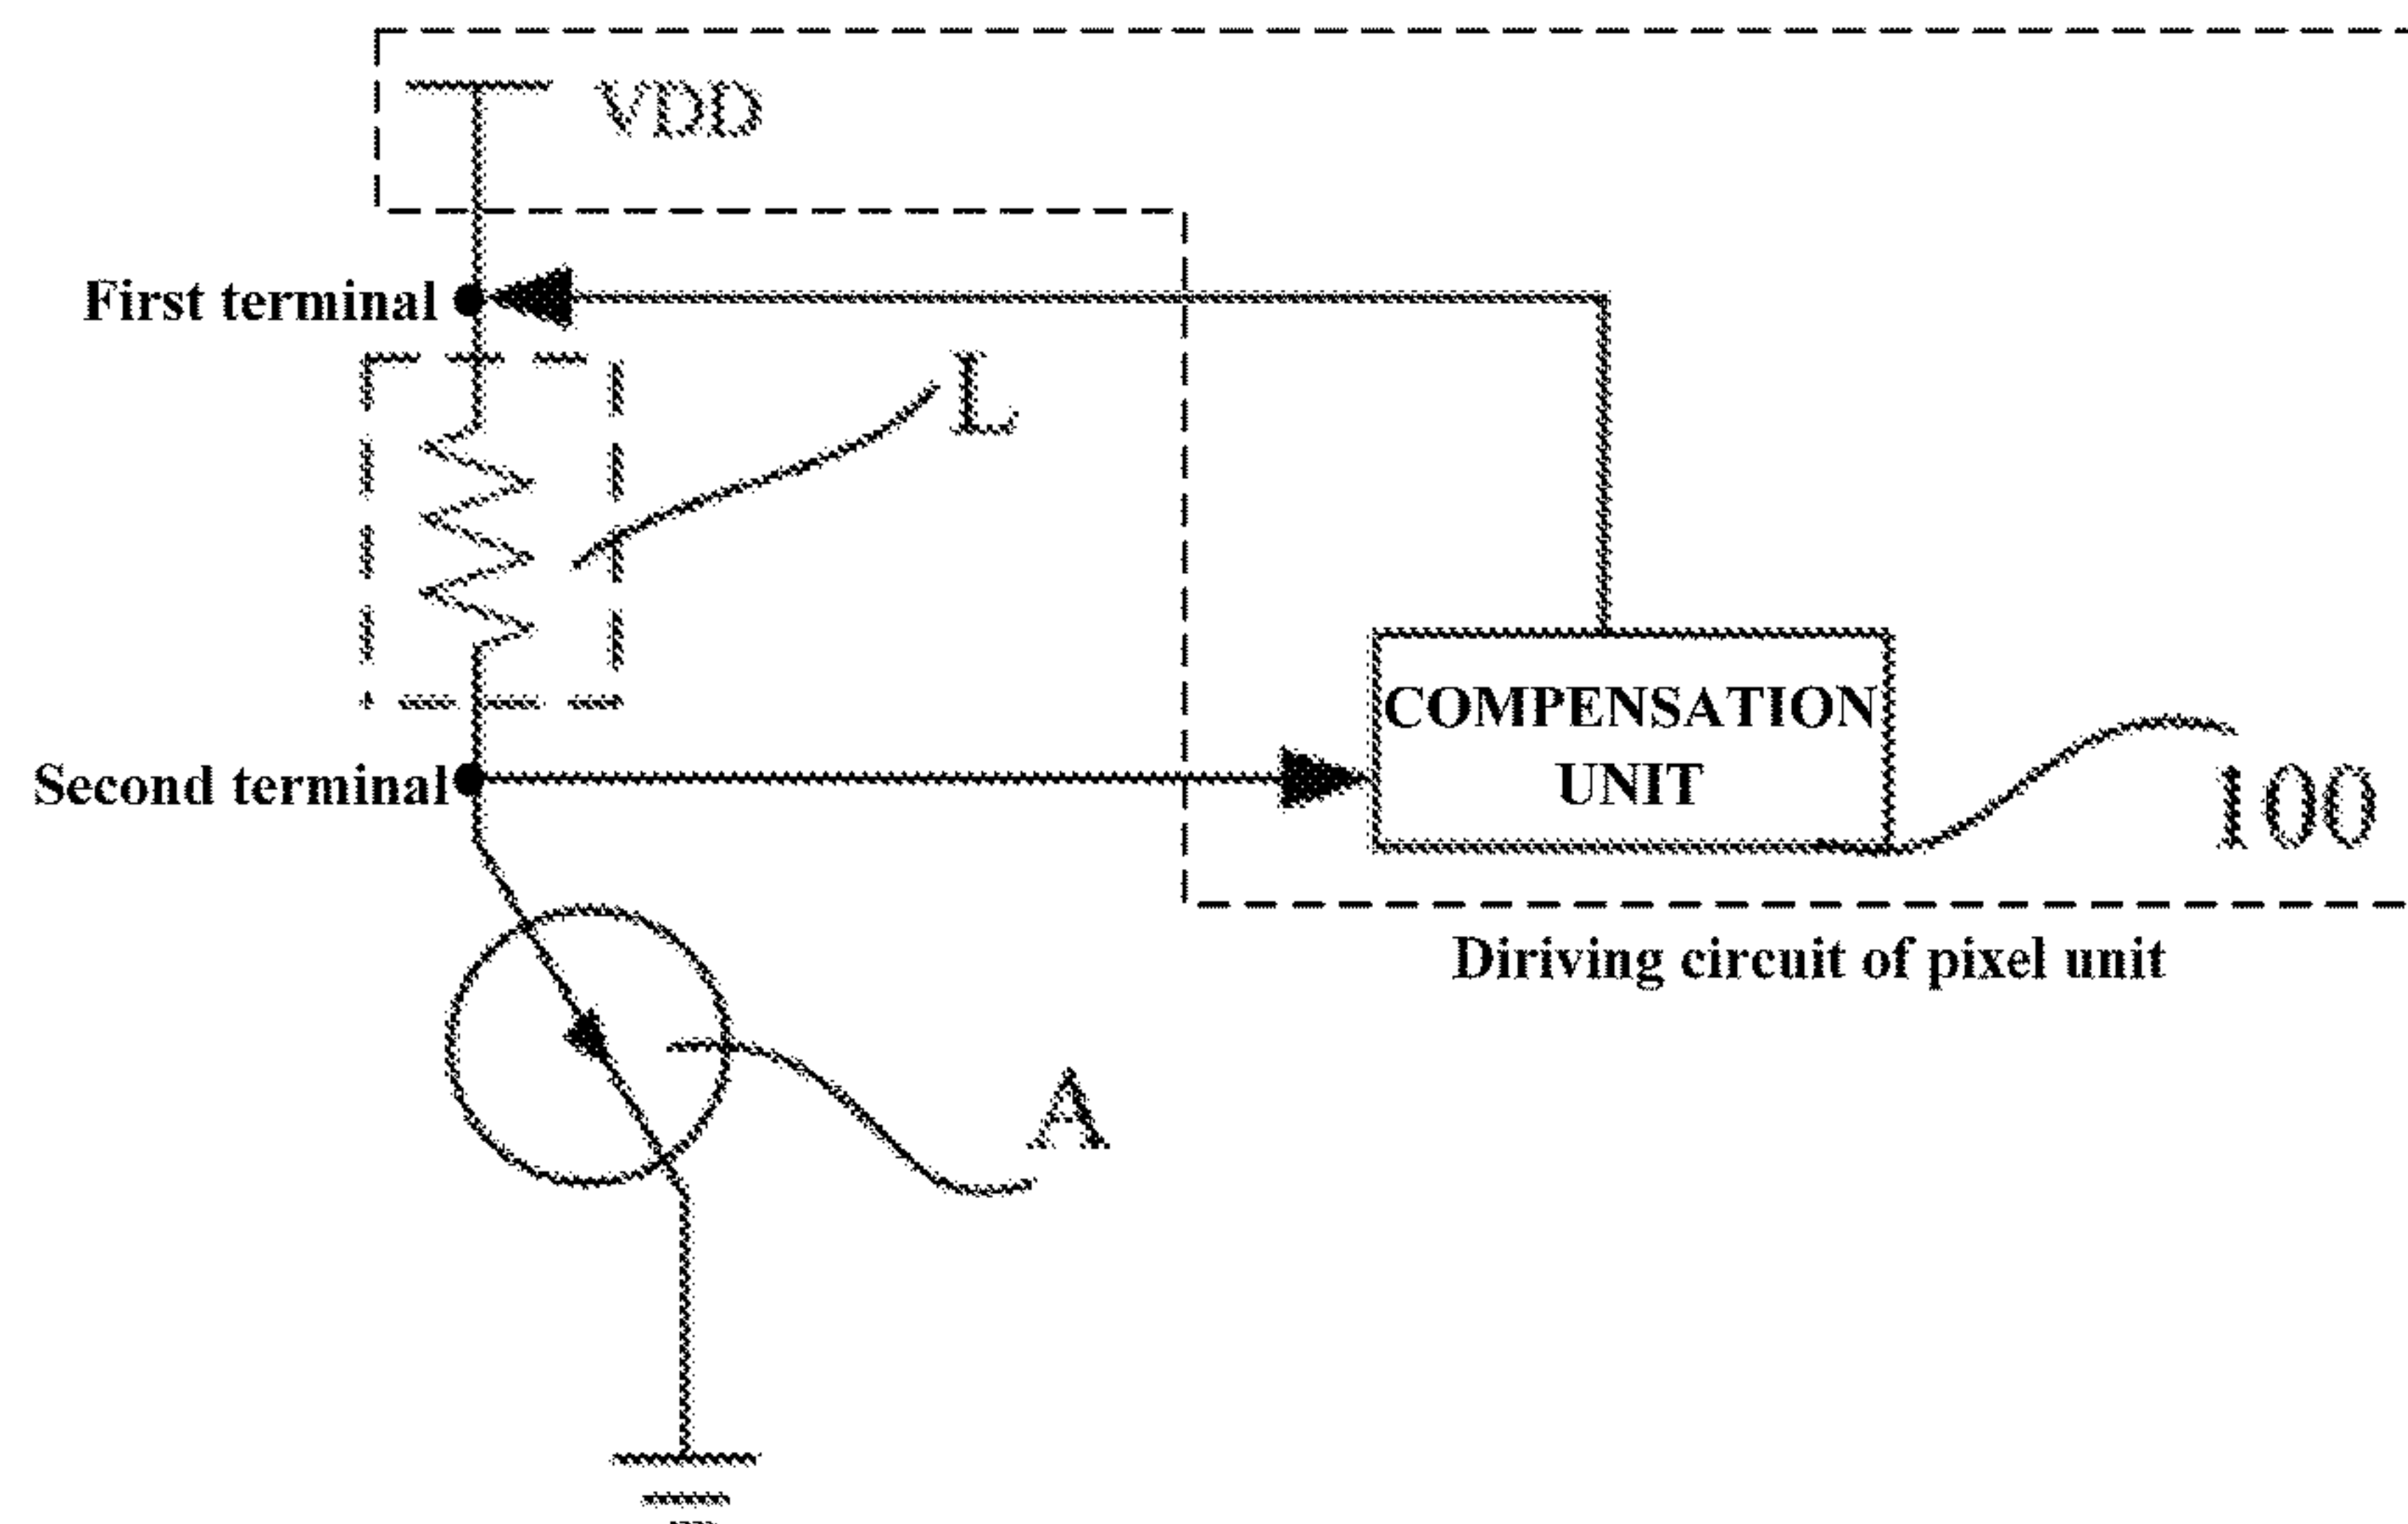 VDD
First terminal
L
COMPENSATION
UNIT
Second terminal
100
Diriving circuit of pixel unit
A